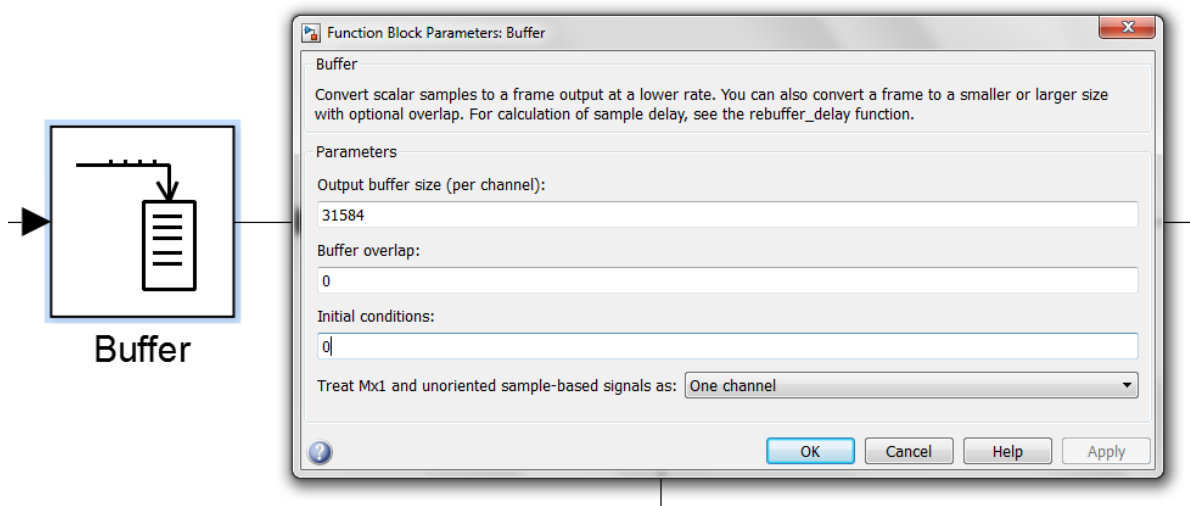 Function Block Parameters: Buffer
Buffer
Convert scalar samples to a frame output at a lower rate. You can also convert a frame to a smaller or larger size
with optional overlap. For calculation of sample delay, see the rebuffer_delay function.
Parameters
Output buffer size (per channel):
31584
Buffer overlap:
0
Initial conditions:
0
Treat Mx1 and unoriented sample-based signals as: One channel
OK Cancel Help Apply
Buffer